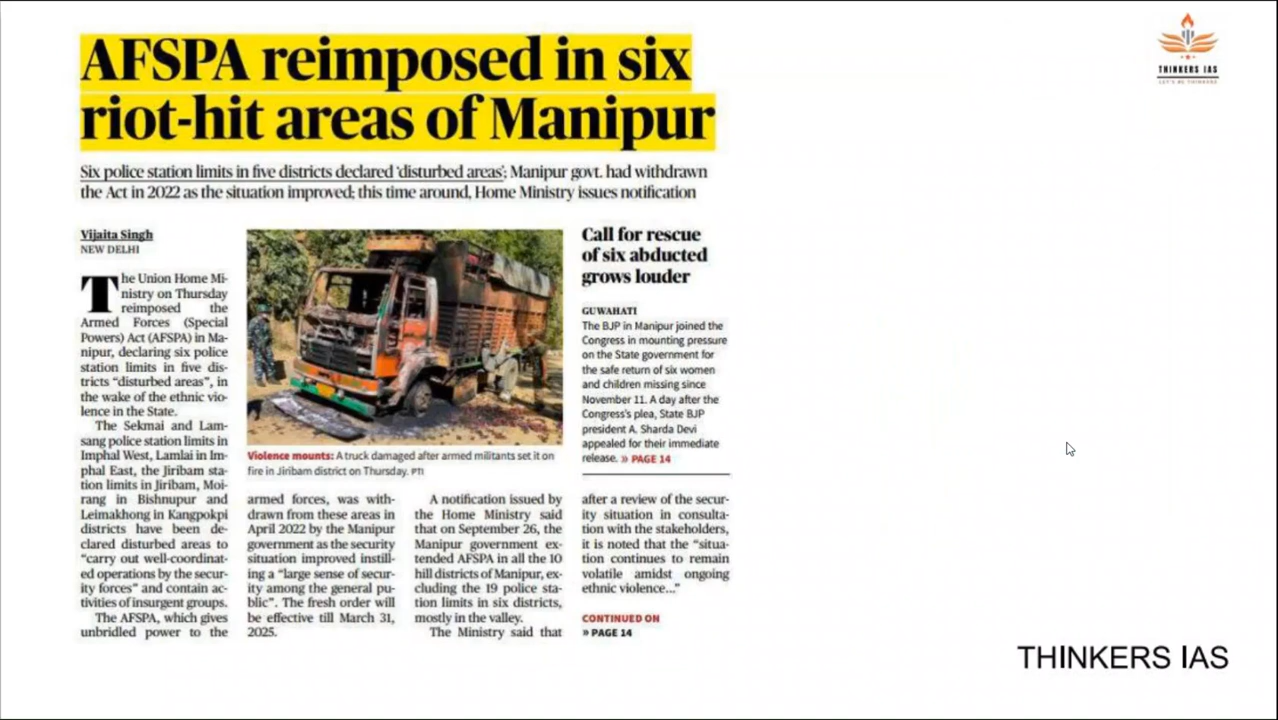 AFSPA reimposed in six
riot-hit areas of Manipur
Six police station limits in five districts declared 'disturbed areas'; Manipur govt. had withdrawn
the Act in 2022 as the situation improved; this time around, Home Ministry issues notification
Vijaita Singh
NEW DELHI
The Union Home Mi-
nistry on Thursday
reimposed the
Armed Forces (Special
Powers) Act (AFSPA) in Ma-
nipur, declaring six police
station limits in five dis-
tricts "disturbed areas", in
the wake of the ethnic vio-
lence in the State.
The Sekmai and Lam-
sang police station limits in
Imphal West, Lamlai in Im-
phal East, the Jiribam sta-
tion limits in Jiribam, Moi-
rang in Bishnupur and
Leimakhong in Kangpokpi
districts have been de-
clared disturbed areas to
"carry out well-coordinat-
ed operations by the secur-
ity forces" and contain ac-
tivities of insurgent groups.
The AFSPA, which gives
unbridled power to the
Violence mounts: A truck damaged after armed militants set it on
fire in Jiribam district on Thursday. PTI
armed forces, was with-
drawn from these areas in
April 2022 by the Manipur
government as the security
situation improved instill-
ing a "large sense of secur-
ity among the general pu-
blic". The fresh order will
be effective till March 31,
2025.
A notification issued by
the Home Ministry said
that on September 26, the
Manipur government ex-
tended AFSPA in all the 10
hill districts of Manipur, ex-
cluding the 19 police sta-
tion limits in six districts,
mostly in the valley.
The Ministry said that
after a review of the secur-
ity situation in consulta-
tion with the stakeholders,
it is noted that the "situa-
tion continues to remain
volatile amidst ongoing
ethnic violence..."
CONTINUED ON
» PAGE 14
Call for rescue
of six abducted
grows louder
GUWAHATI
The BJP in Manipur joined the
Congress in mounting pressure
on the State government for
the safe return of six women
and children missing since
November 11. A day after the
Congress's plea, State BJP
president A. Sharda Devi
appealed for their immediate
release. » PAGE 14
THINKERS IAS
LET'S BE THINKERS
THINKERS IAS